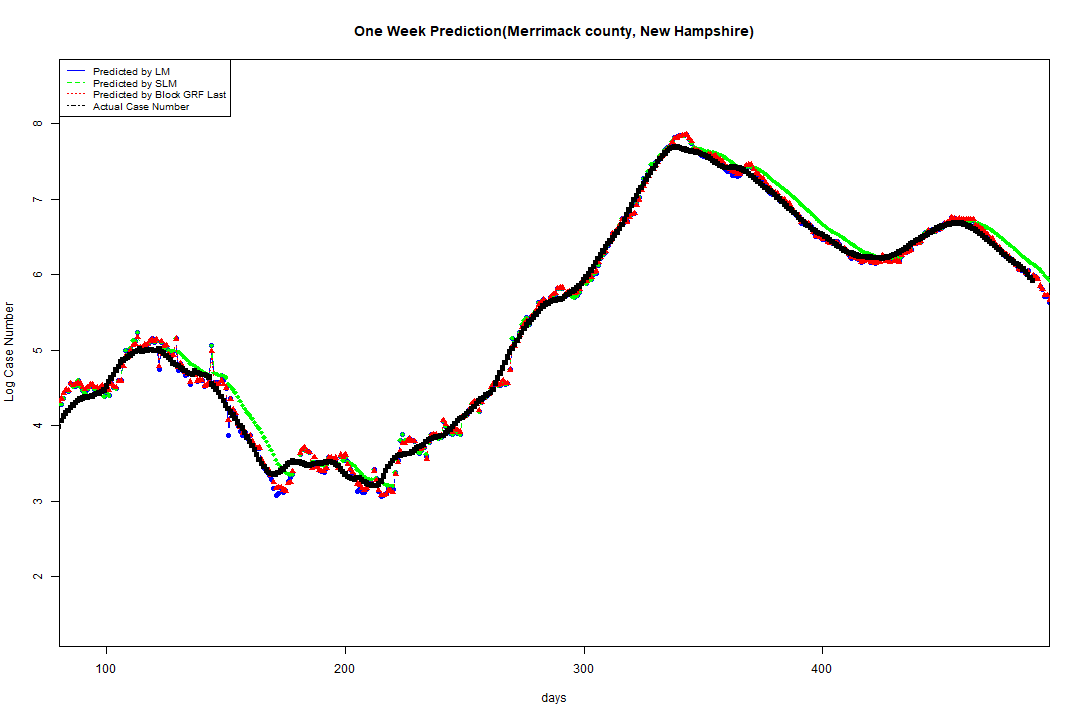 One Week Prediction(Merrimack county, New Hampshire)
Predicted by LM
Predicted by SLM
Predicted by Block GRF Last
Actual Case Number
Log Case Number
8
7
6
5
4
3
2
100 200 300 400
days